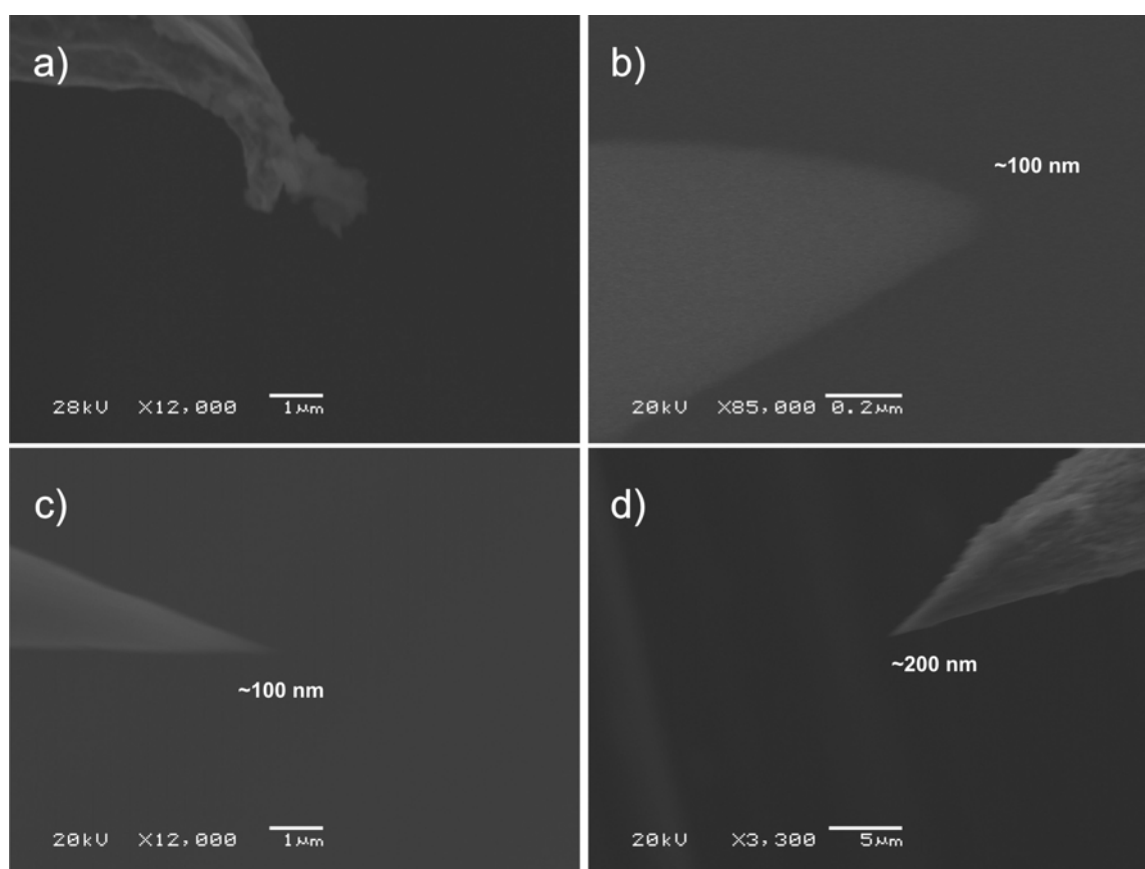 a)
28kV X12,000 1μm
b)
~100 nm
20kV X85,000 0.2μm
c)
~100 nm
20kV X12,000 1μm
d)
~200 nm
20kV X3,300 5μm